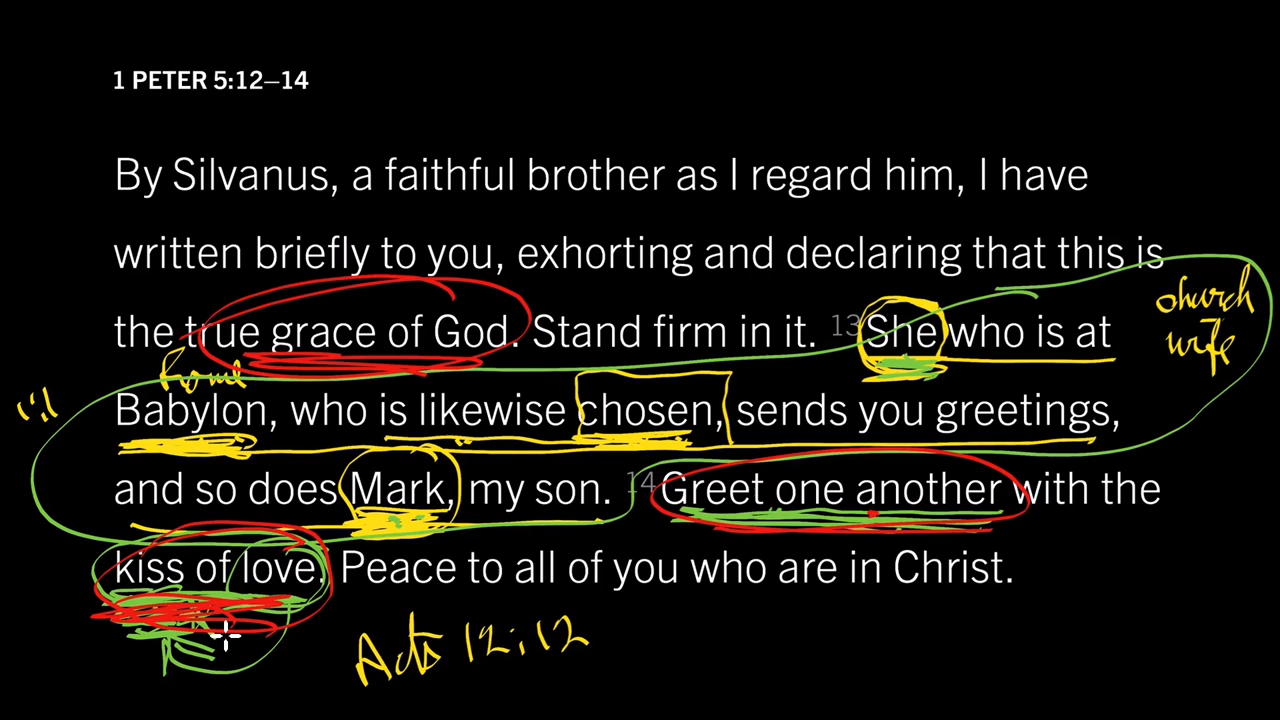 1 PETER 5:12–14
By Silvanus, a faithful brother as I regard him, I have
written briefly to you, exhorting and declaring that this is
the true grace of God. Stand firm in it. 13 She who is at
church
wife
Rome
Babylon, who is likewise chosen, sends you greetings,
1:1
and so does Mark, my son. 14 Greet one another with the
kiss of love. Peace to all of you who are in Christ.
Acts 12:12